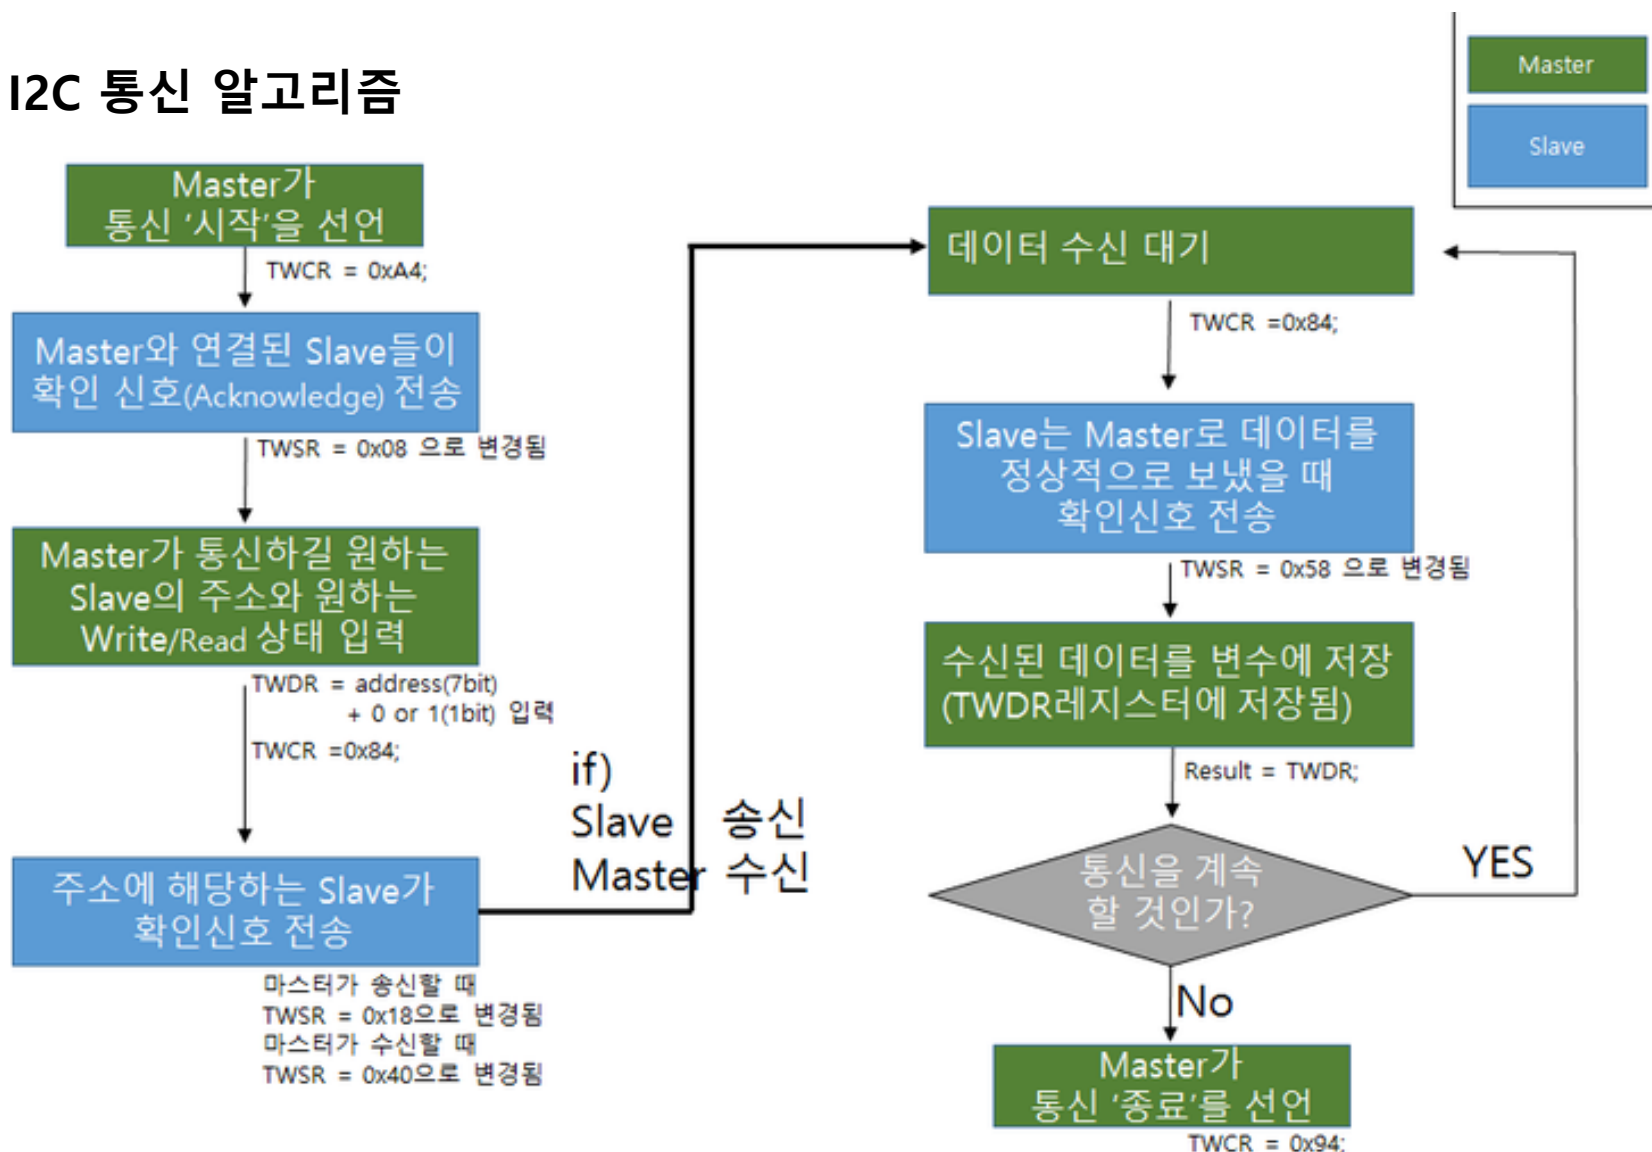 I2C 통신 알고리즘
Master
Slave
Master가
통신 '시작'을 선언
TWCR = 0xA4;
Master와 연결된 Slave들이
확인 신호(Acknowledge) 전송
TWSR = 0x08 으로 변경됨
Master가 통신하길 원하는
Slave의 주소와 원하는
Write/Read 상태 입력
TWDR = address(7bit)
+ 0 or 1(1bit) 입력
TWCR =0x84;
주소에 해당하는 Slave가
확인신호 전송
마스터가 송신할 때
TWSR = 0x18으로 변경됨
마스터가 수신할 때
TWSR = 0x40으로 변경됨
if)
Slave 송신
Master 수신
데이터 수신 대기
TWCR =0x84;
Slave는 Master로 데이터를
정상적으로 보냈을 때
확인신호 전송
TWSR = 0x58 으로 변경됨
수신된 데이터를 변수에 저장
(TWDR레지스터에 저장됨)
Result = TWDR;
통신을 계속
할 것인가?
YES
No
Master가
통신 '종료'를 선언
TWCR = 0x94;